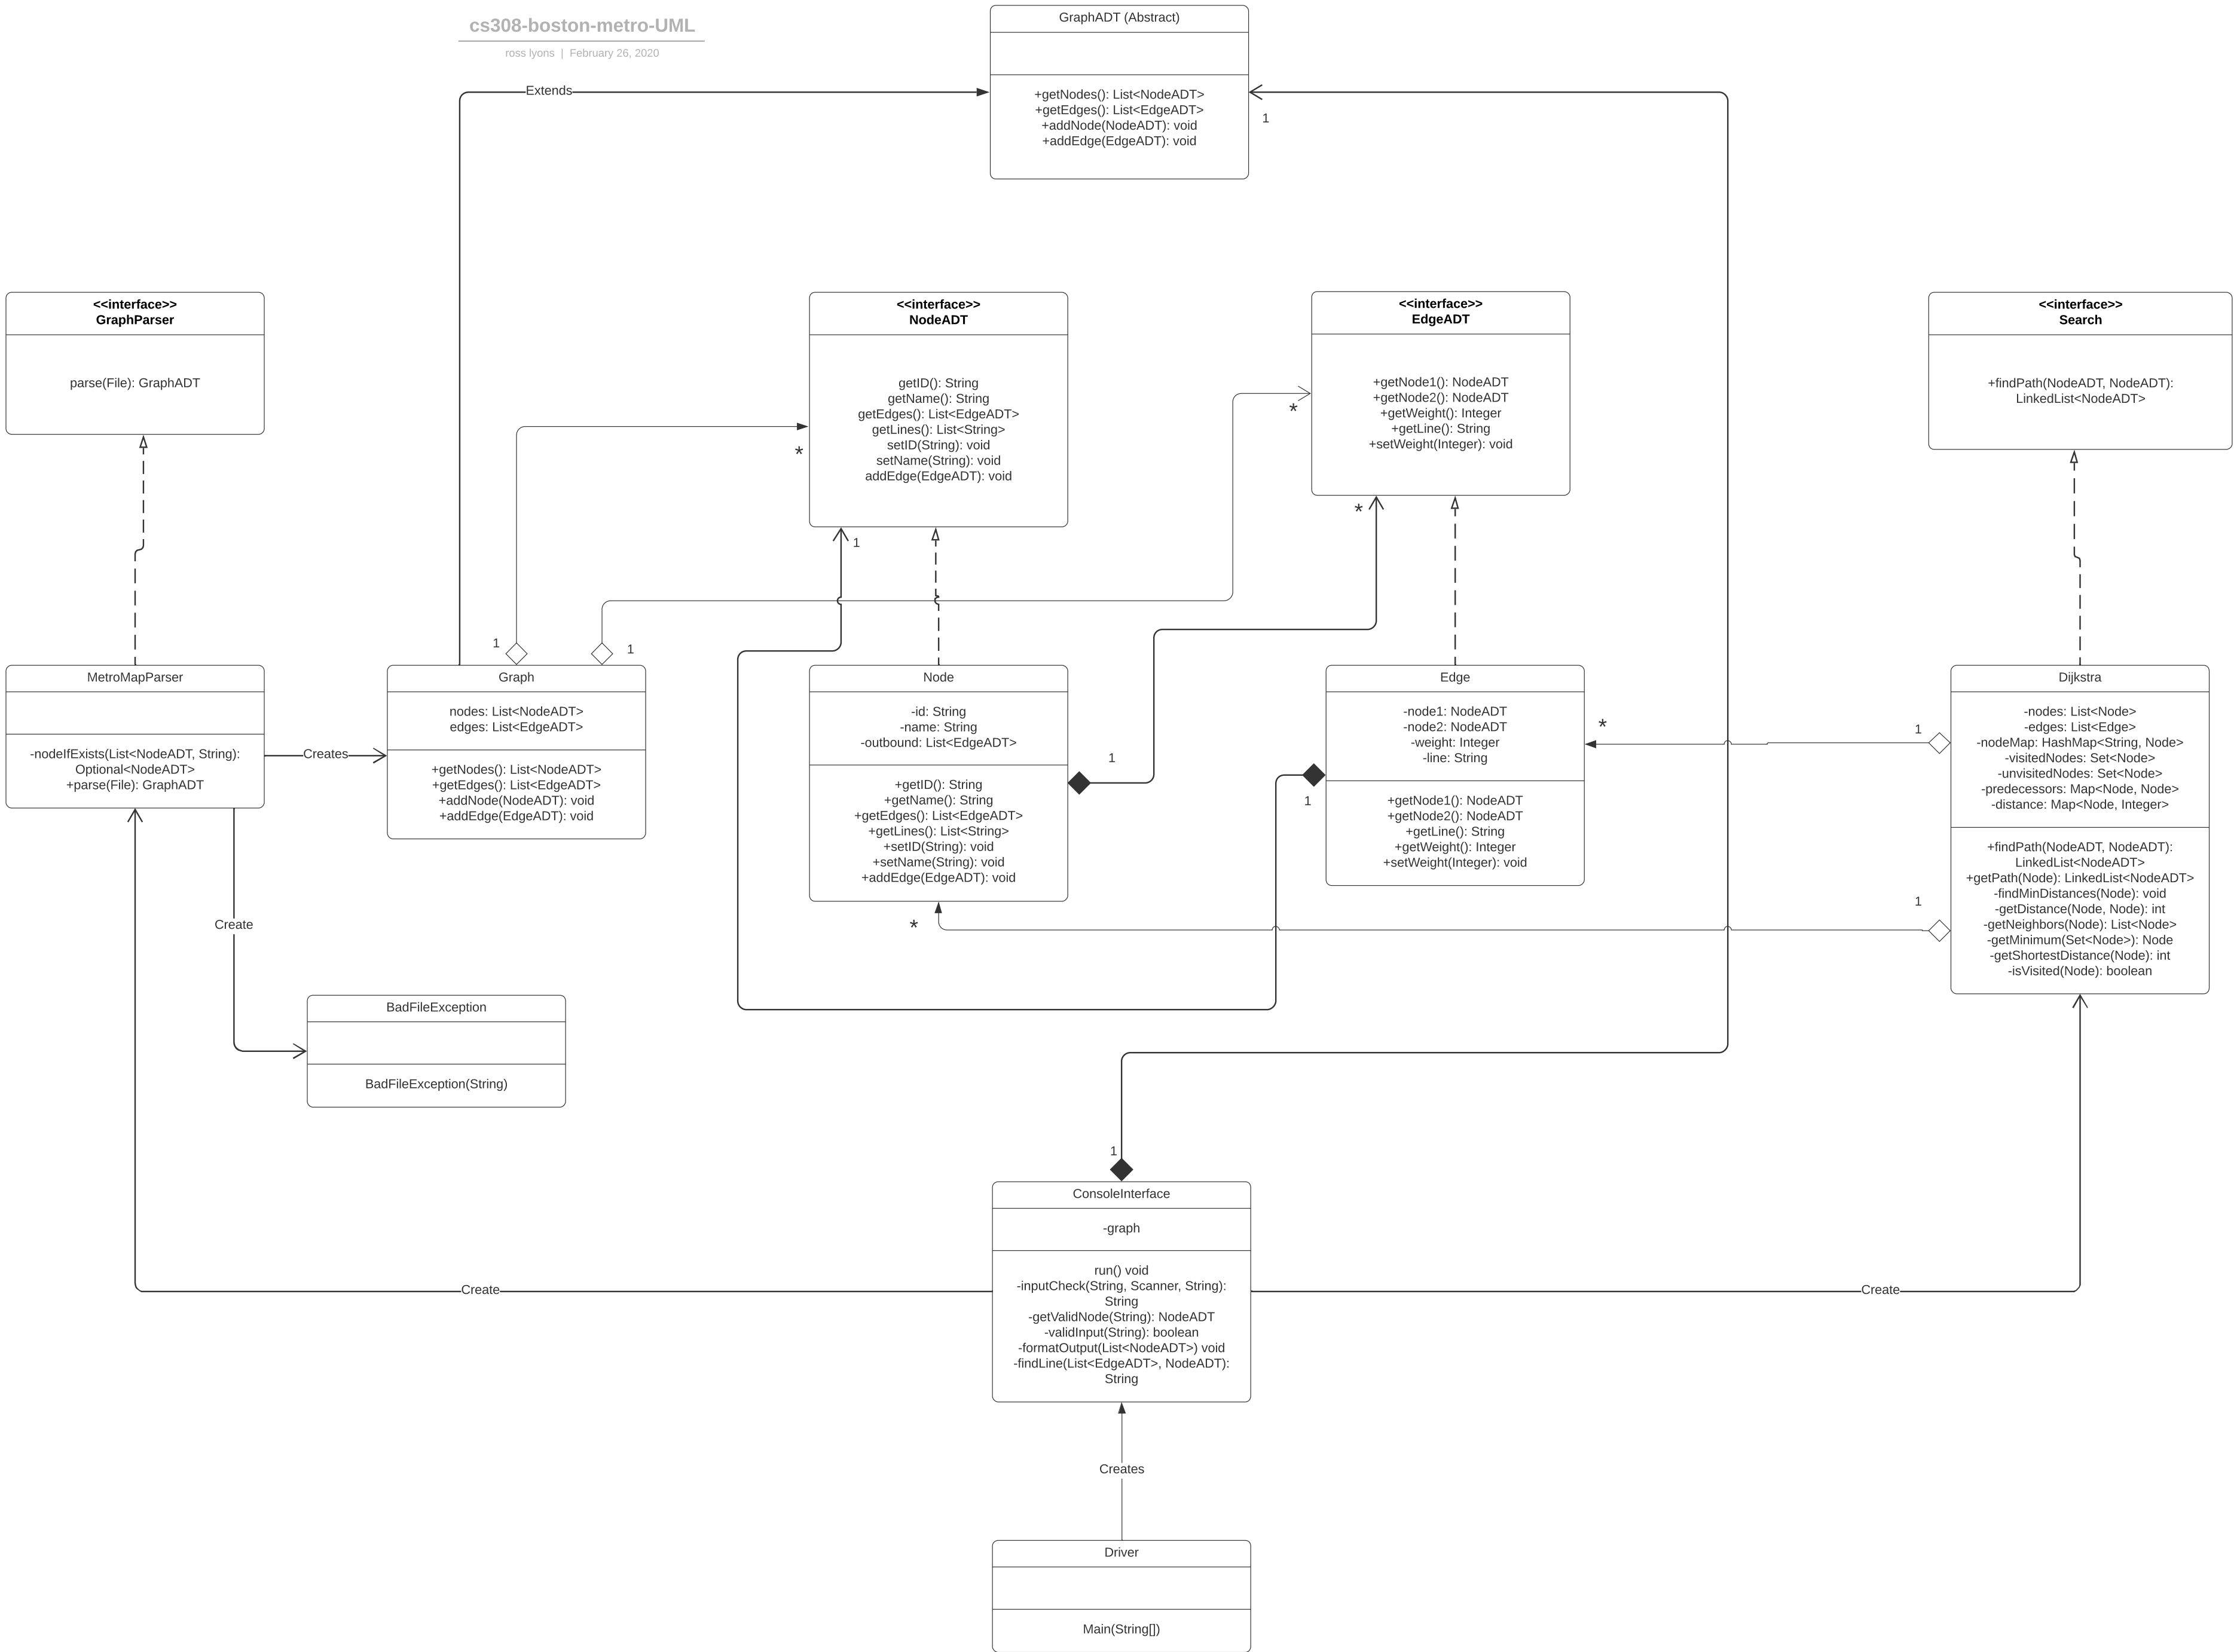 cs308-boston-metro-UML
ross lyons | February 26, 2020
GraphADT (Abstract)
+getNodes(): List<NodeADT>
+getEdges(): List<EdgeADT>
+addNode(NodeADT): void
+addEdge(EdgeADT): void
Extends
1
<<interface>>
GraphParser
parse(File): GraphADT
<<interface>>
NodeADT
getID(): String
getName(): String
getEdges(): List<EdgeADT>
getLines(): List<String>
setID(String): void
setName(String): void
addEdge(EdgeADT): void
*
1
<<interface>>
EdgeADT
+getNode1(): NodeADT
+getNode2(): NodeADT
+getWeight(): Integer
+getLine(): String
+setWeight(Integer): void
*
*
<<interface>>
Search
+findPath(NodeADT, NodeADT):
LinkedList<NodeADT>
MetroMapParser
-nodeIfExists(List<NodeADT, String):
Optional<NodeADT>
+parse(File): GraphADT
Creates
1
1
Graph
nodes: List<NodeADT>
edges: List<EdgeADT>
+getNodes(): List<NodeADT>
+getEdges(): List<EdgeADT>
+addNode(NodeADT): void
+addEdge(EdgeADT): void
Node
-id: String
-name: String
-outbound: List<EdgeADT>
+getID(): String
+getName(): String
+getEdges(): List<EdgeADT>
+getLines(): List<String>
+setID(String): void
+setName(String): void
+addEdge(EdgeADT): void
1
*
Edge
-node1: NodeADT
-node2: NodeADT
-weight: Integer
-line: String
+getNode1(): NodeADT
+getNode2(): NodeADT
+getLine(): String
+getWeight(): Integer
+setWeight(Integer): void
1
*
Dijkstra
-nodes: List<Node>
-edges: List<Edge>
-nodeMap: HashMap<String, Node>
-visitedNodes: Set<Node>
-unvisitedNodes: Set<Node>
-predecessors: Map<Node, Node>
-distance: Map<Node, Integer>
+findPath(NodeADT, NodeADT):
LinkedList<NodeADT>
+getPath(Node): LinkedList<NodeADT>
-findMinDistances(Node): void
-getDistance(Node, Node): int
-getNeighbors(Node): List<Node>
-getMinimum(Set<Node>): Node
-getShortestDistance(Node): int
-isVisited(Node): boolean
1
1
Create
BadFileException
BadFileException(String)
1
ConsoleInterface
-graph
run() void
-inputCheck(String, Scanner, String):
String
-getValidNode(String): NodeADT
-validInput(String): boolean
-formatOutput(List<NodeADT>) void
-findLine(List<EdgeADT>, NodeADT):
String
Create
Create
Creates
Driver
Main(String[])